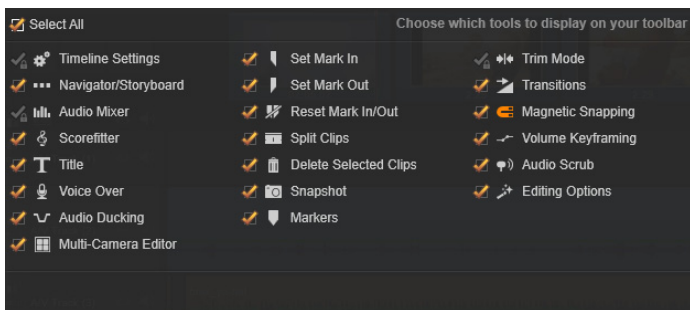 Select All
Choose which tools to display on your toolbar
Timeline Settings
Navigator/Storyboard
Audio Mixer
Scorefitter
Title
Voice Over
Audio Ducking
Multi-Camera Editor
Set Mark In
Set Mark Out
Reset Mark In/Out
Split Clips
Delete Selected Clips
Snapshot
Markers
Trim Mode
Transitions
Magnetic Snapping
Volume Keyframing
Audio Scrub
Editing Options